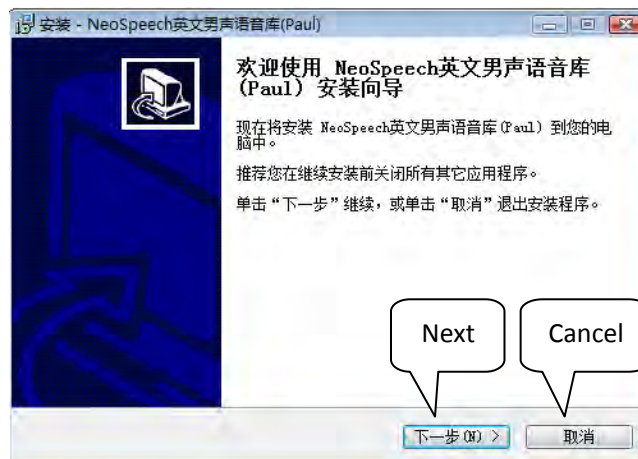 安装 - NeoSpeech英文男声语音库(Paul)
欢迎使用 NeoSpeech英文男声语音库
(Paul) 安装向导
现在将安装 NeoSpeech英文男声语音库(Paul) 到您的电
脑中。
推荐您在继续安装前关闭所有其它应用程序。
单击“下一步”继续，或单击“取消”退出安装程序。
Next
Cancel
下一步(N) >
取消